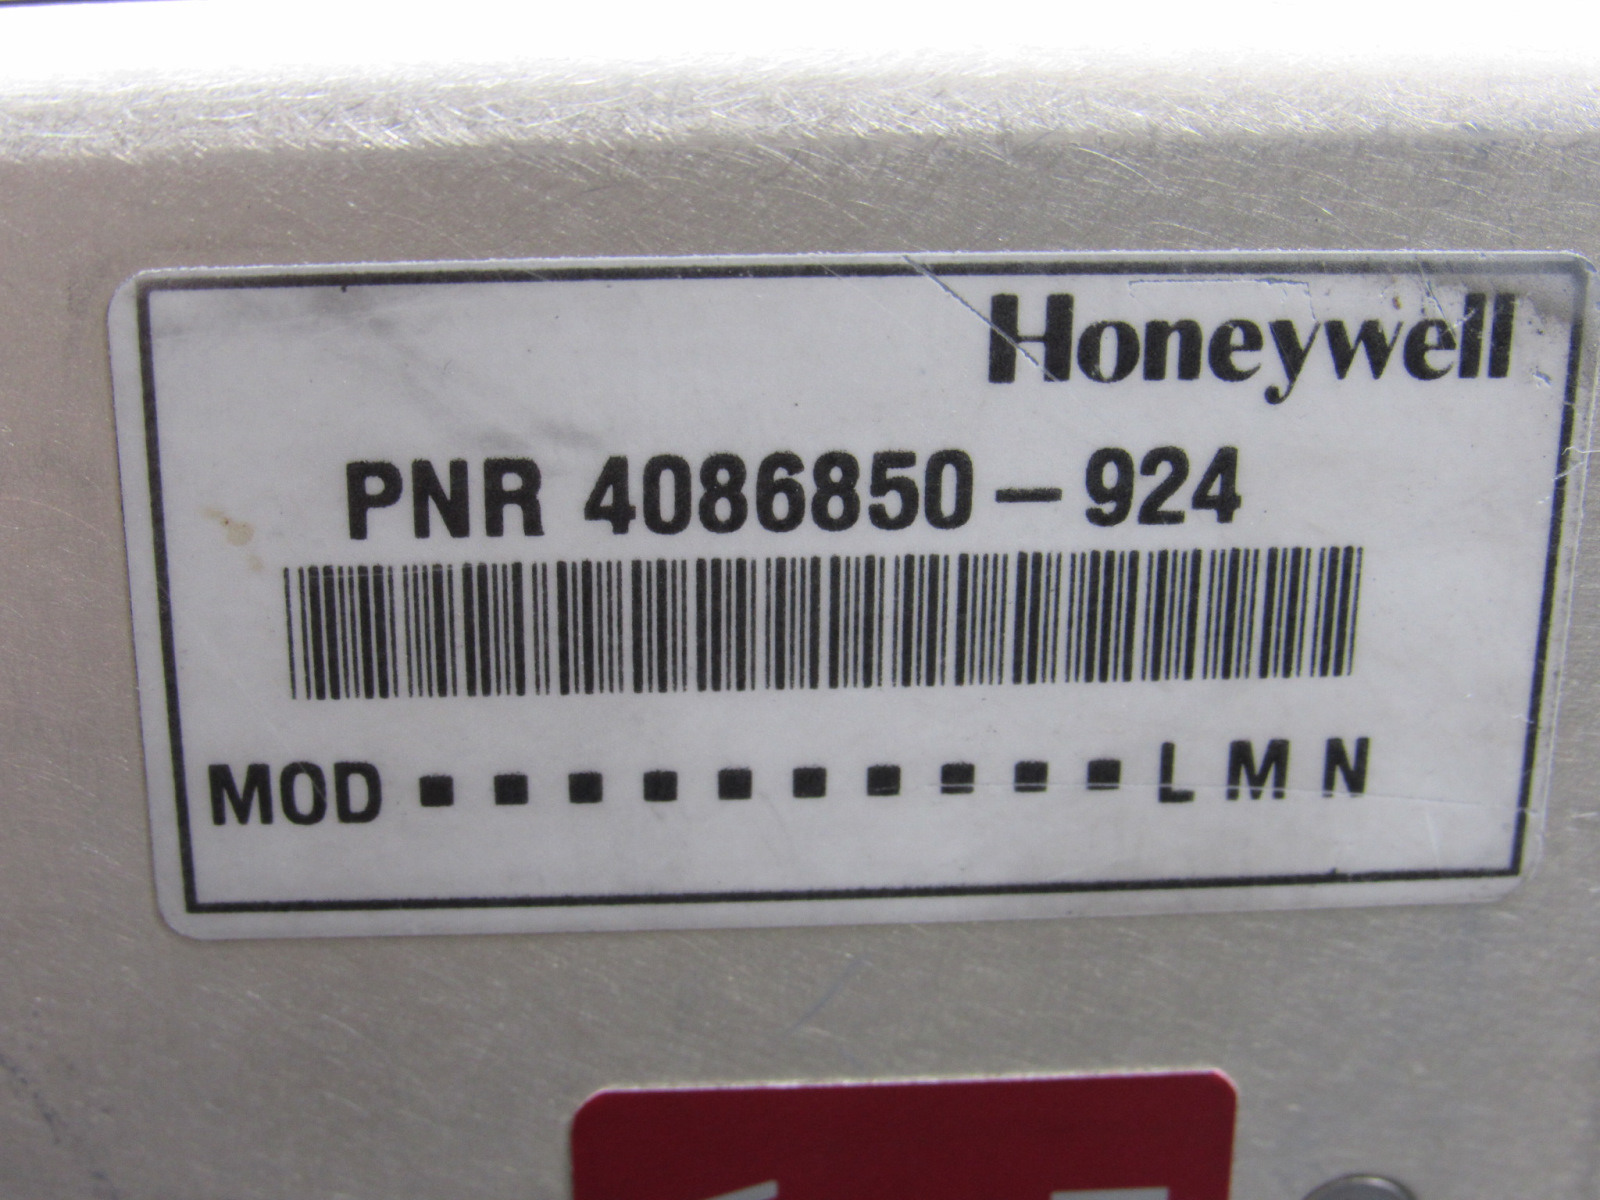 Honeywell
PNR 4086850-924
MOD ■ ■ ■ ■ ■ ■ ■ ■ ■ ■ L M N